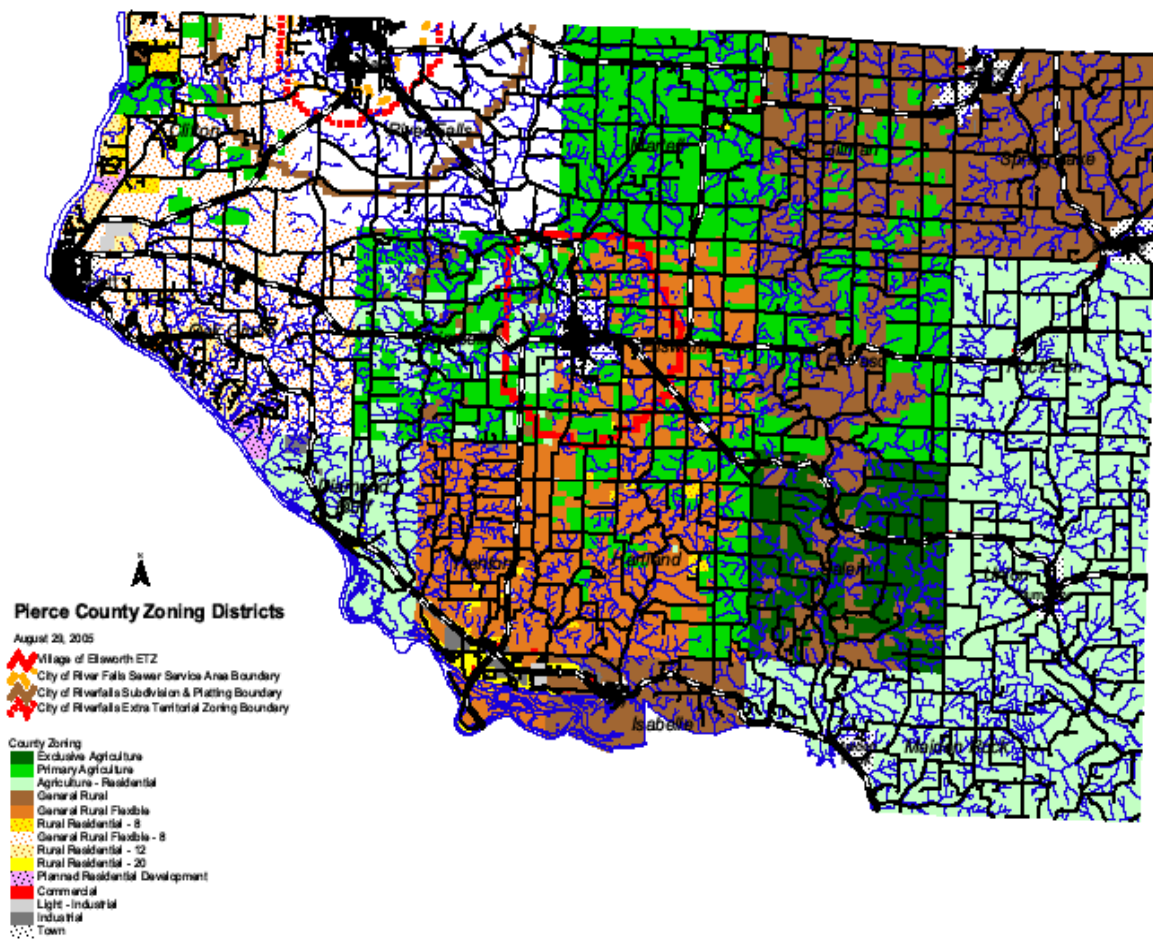 Clifton
River Falls
Martell
Gilman
Spring Lake
Rock Elm
Hartland
Salem
Union
Isabelle
Maiden Rock
N
Pierce County Zoning Districts
August 29, 2005
Village of Ellsworth ETZ
City of River Falls Sewer Service Area Boundary
City of Riverfalls Subdivision & Platting Boundary
City of Riverfalls Extra Territorial Zoning Boundary
County Zoning
Exclusive Agriculture
Primary Agriculture
Agriculture - Residential
General Rural
General Rural Flexible
Rural Residential - 8
General Rural Flexible - 8
Rural Residential - 12
Rural Residential - 20
Planned Residential Development
Commercial
Light - Industrial
Industrial
Town